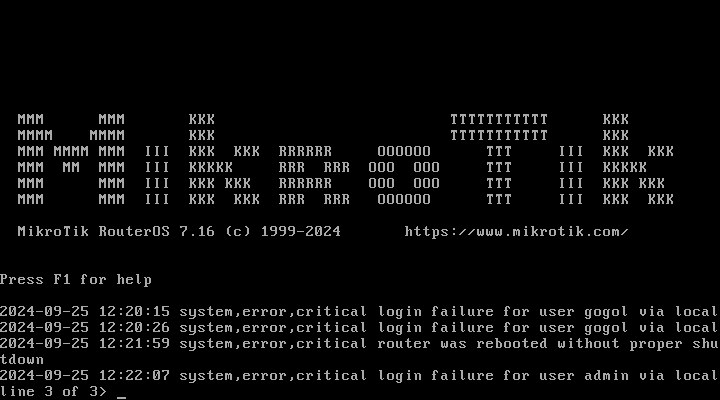 MMM      MMM       KKK                          TTTTTTTTTTT      KKK
  MMMM    MMMM       KKK                          TTTTTTTTTTT      KKK
  MMM MMMM MMM  III  KKK  KKK  RRRRRR     OOOOOO      TTT     III  KKK  KKK
  MMM  MM  MMM  III  KKKKK     RRR  RRR  OOO  OOO     TTT     III  KKKKK
  MMM      MMM  III  KKK KKK   RRRRRR    OOO  OOO     TTT     III  KKK KKK
  MMM      MMM  III  KKK  KKK  RRR  RRR   OOOOOO      TTT     III  KKK  KKK
  MikroTik RouterOS 7.16 (c) 1999-2024       https://www.mikrotik.com/
Press F1 for help
2024-09-25 12:20:15 system,error,critical login failure for user gogol via local
2024-09-25 12:20:26 system,error,critical login failure for user gogol via local
2024-09-25 12:21:59 system,error,critical router was rebooted without proper shu
tdown
2024-09-25 12:22:07 system,error,critical login failure for user admin via local
line 3 of 3> _